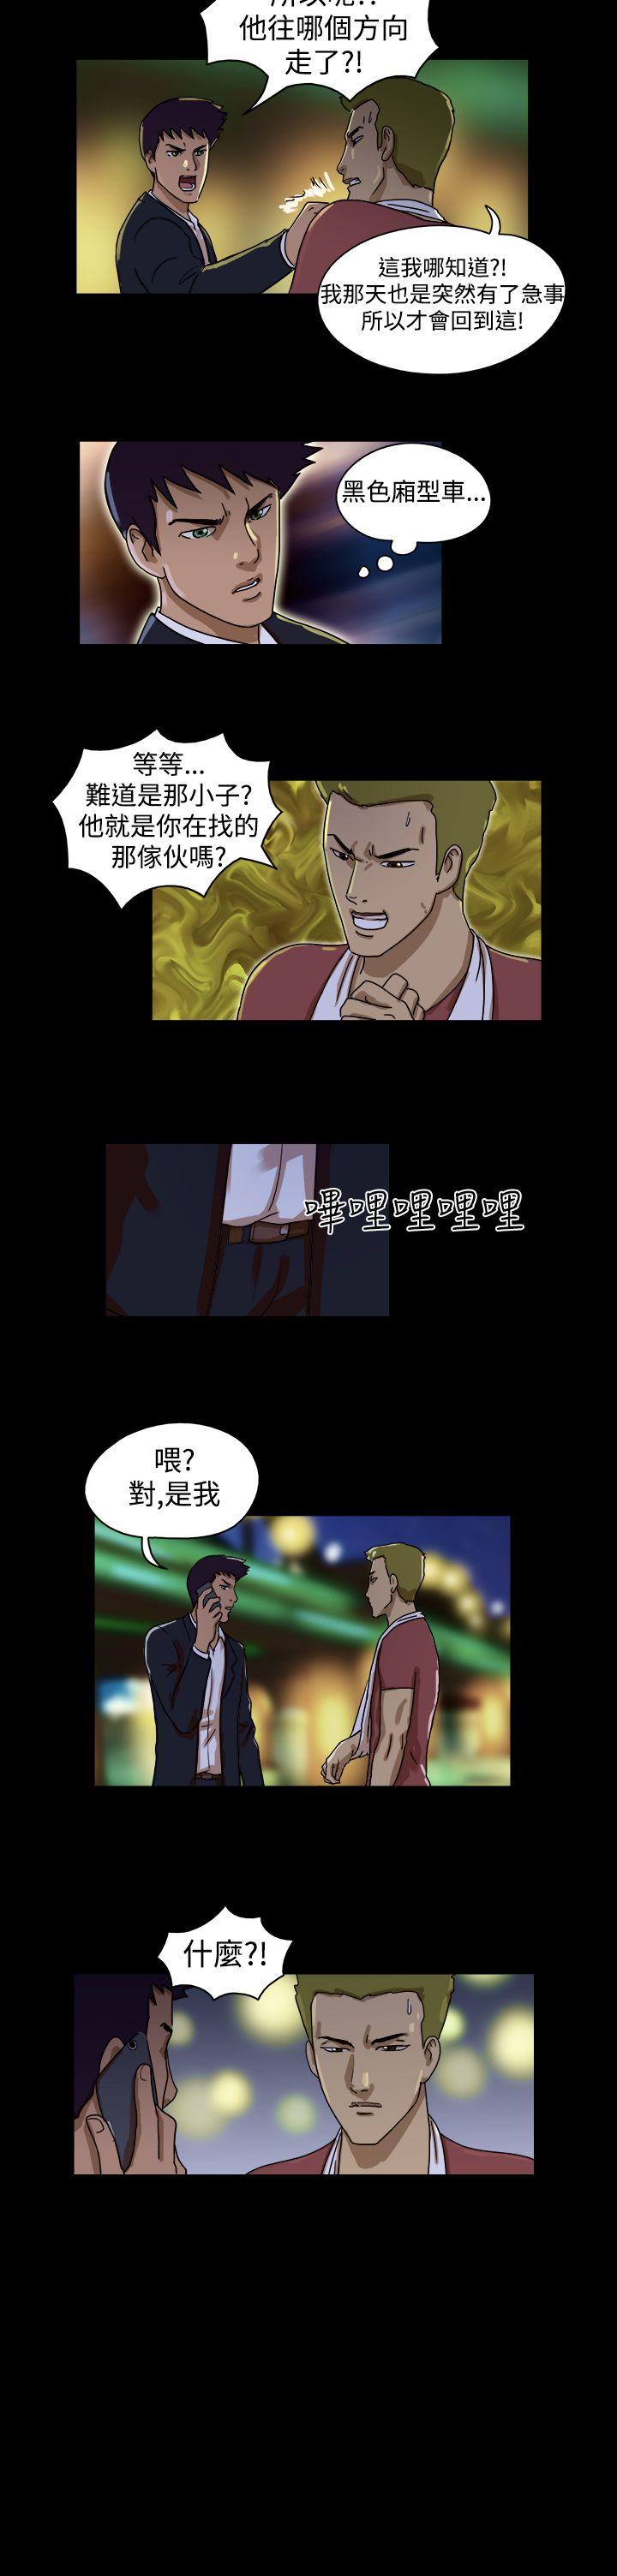 所以呢?!
他往哪個方向
走了?!
這我哪知道?!
我那天也是突然有了急事
所以才會回到這!
黑色廂型車...
等等...
難道是那小子?
他就是你在找的
那傢伙嗎?
嗶哩哩哩哩
喂?
對,是我
什麼?!